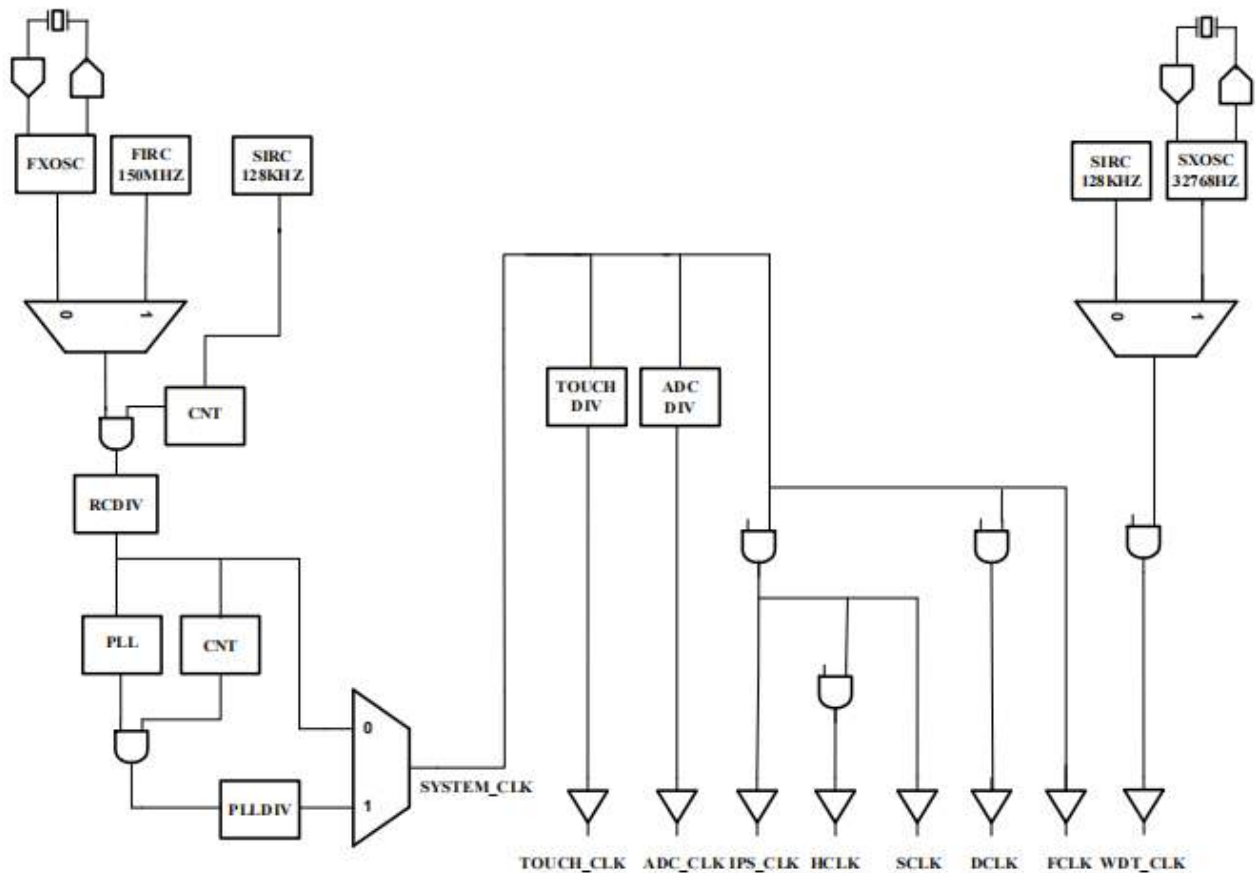 FXOSC
FIRC
150MHZ
SIRC
128KHZ
SIRC
128KHZ
SXOSC
32768HZ
0
1
0
1
TOUCH
DIV
ADC
DIV
CNT
RCDIV
PLL
CNT
0
1
SYSTEM_CLK
PLLDIV
TOUCH_CLK
ADC_CLK
IPS_CLK
HCLK
SCLK
DCLK
FCLK
WDT_CLK